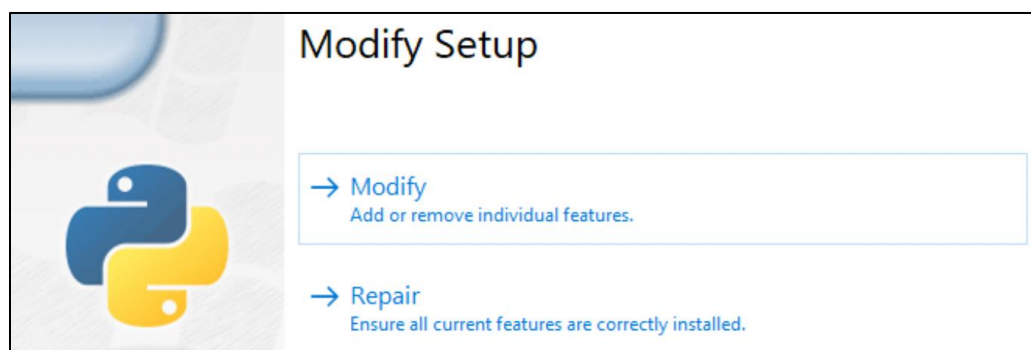 Modify Setup
Modify
Add or remove individual features.
Repair
Ensure all current features are correctly installed.